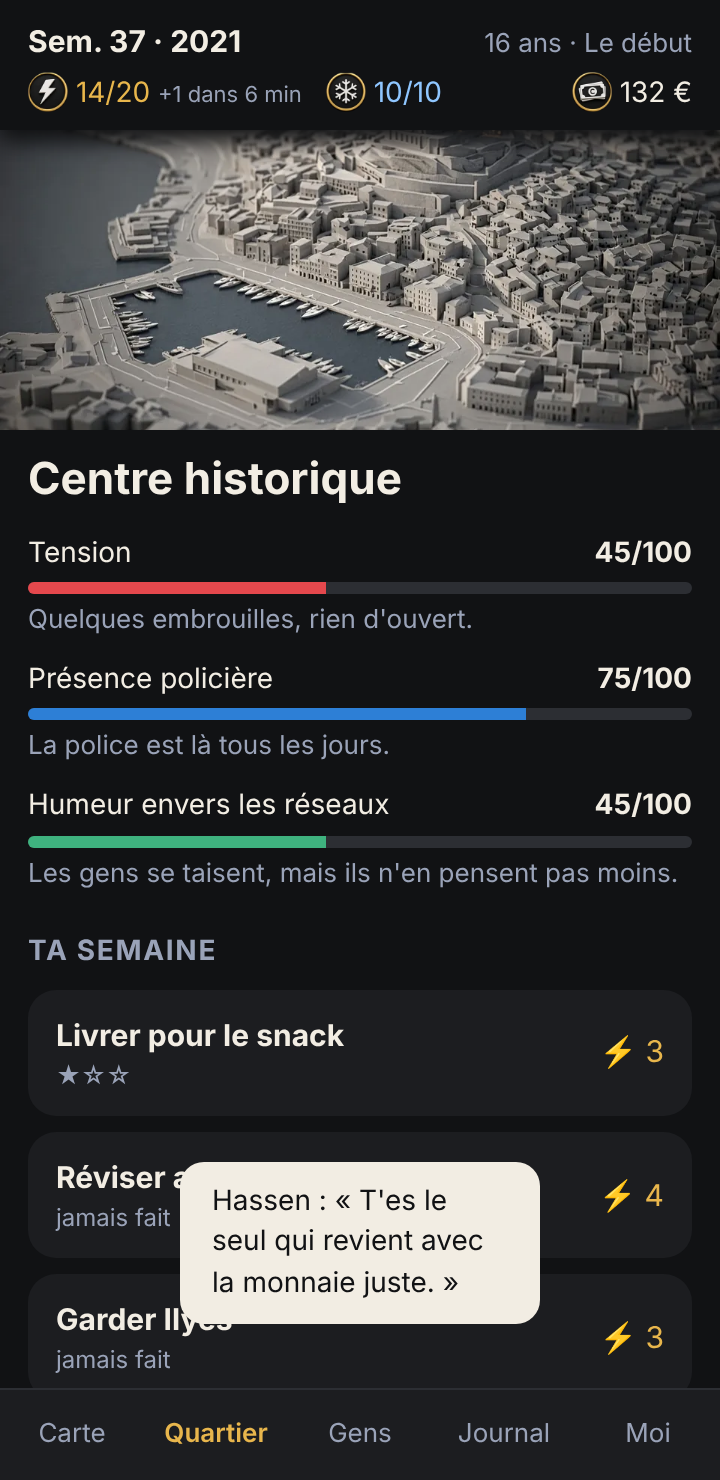 Sem. 37 · 2021
16 ans · Le début
14/20 +1 dans 6 min
10/10
132 €
Centre historique
Tension
45/100
Quelques embrouilles, rien d'ouvert.
Présence policière
75/100
La police est là tous les jours.
Humeur envers les réseaux
45/100
Les gens se taisent, mais ils n'en pensent pas moins.
TA SEMAINE
Livrer pour le snack
3
★☆☆
Réviser
4
jamais fait
Hassen : « T'es le
seul qui revient avec
la monnaie juste. »
Garder Ilyes
3
jamais fait
Carte
Quartier
Gens
Journal
Moi